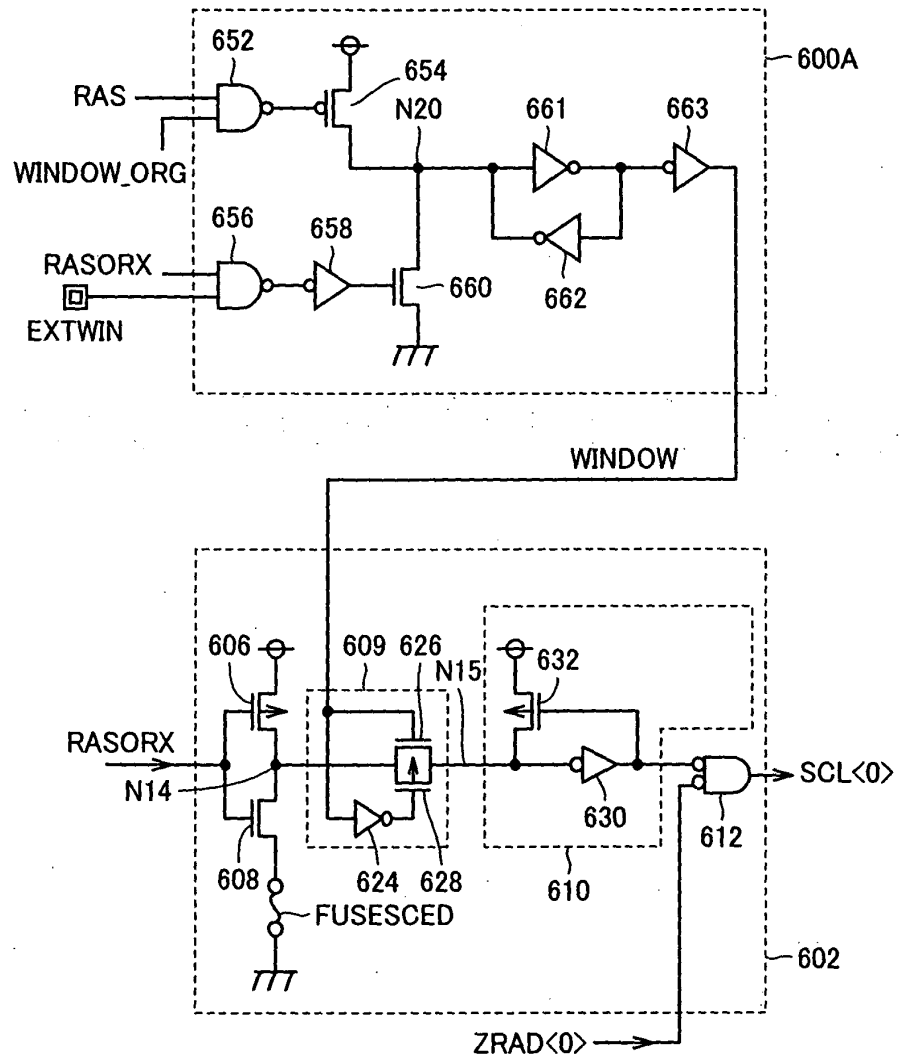 652
600A
RAS
654
N20
661
663
WINDOW_ORG
656
658
RASORX
660
662
EXTWIN
WINDOW
606
609
626
N15
632
RASORX
N14
SCL<0>
630
612
608
624
628
610
FUSESCED
602
ZRAD<0>